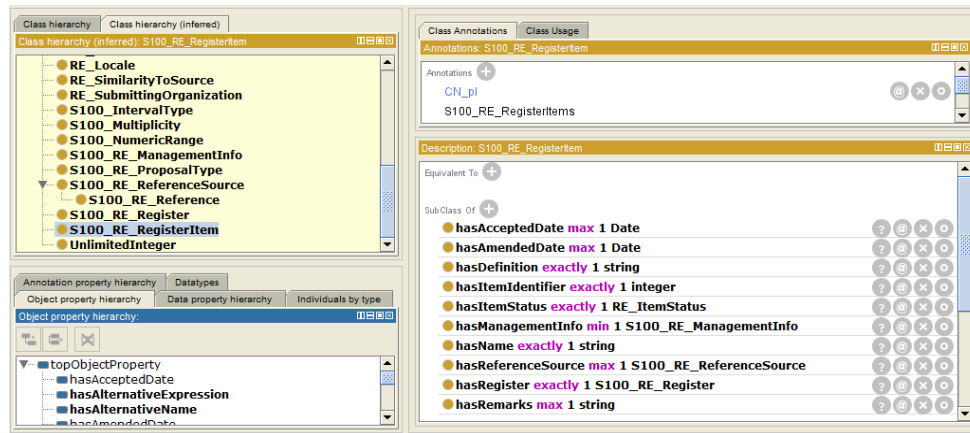 Class hierarchy Class hierarchy (inferred)
Class hierarchy (inferred): S100_RE_RegisterItem
RE_Locale
RE_SimilarityToSource
RE_SubmittingOrganization
S100_IntervalType
S100_Multiplicity
S100_NumericRange
S100_RE_ManagementInfo
S100_RE_ProposalType
S100_RE_ReferenceSource
S100_RE_Reference
S100_RE_Register
S100_RE_RegisterItem
UnlimitedInteger
Annotation property hierarchy Datatypes
Object property hierarchy Data property hierarchy Individuals by type
Object property hierarchy:
topObjectProperty
hasAcceptedDate
hasAlternativeExpression
hasAlternativeName
hasAmendedDate
Class Annotations Class Usage
Annotations: S100_RE_RegisterItem
Annotations
CN_pl
S100_RE_RegisterItems
Description: S100_RE_RegisterItem
Equivalent To
SubClass Of
hasAcceptedDate max 1 Date
hasAmendedDate max 1 Date
hasDefinition exactly 1 string
hasItemIdentifier exactly 1 integer
hasItemStatus exactly 1 RE_ItemStatus
hasManagementInfo min 1 S100_RE_ManagementInfo
hasName exactly 1 string
hasReferenceSource max 1 S100_RE_ReferenceSource
hasRegister exactly 1 S100_RE_Register
hasRemarks max 1 string